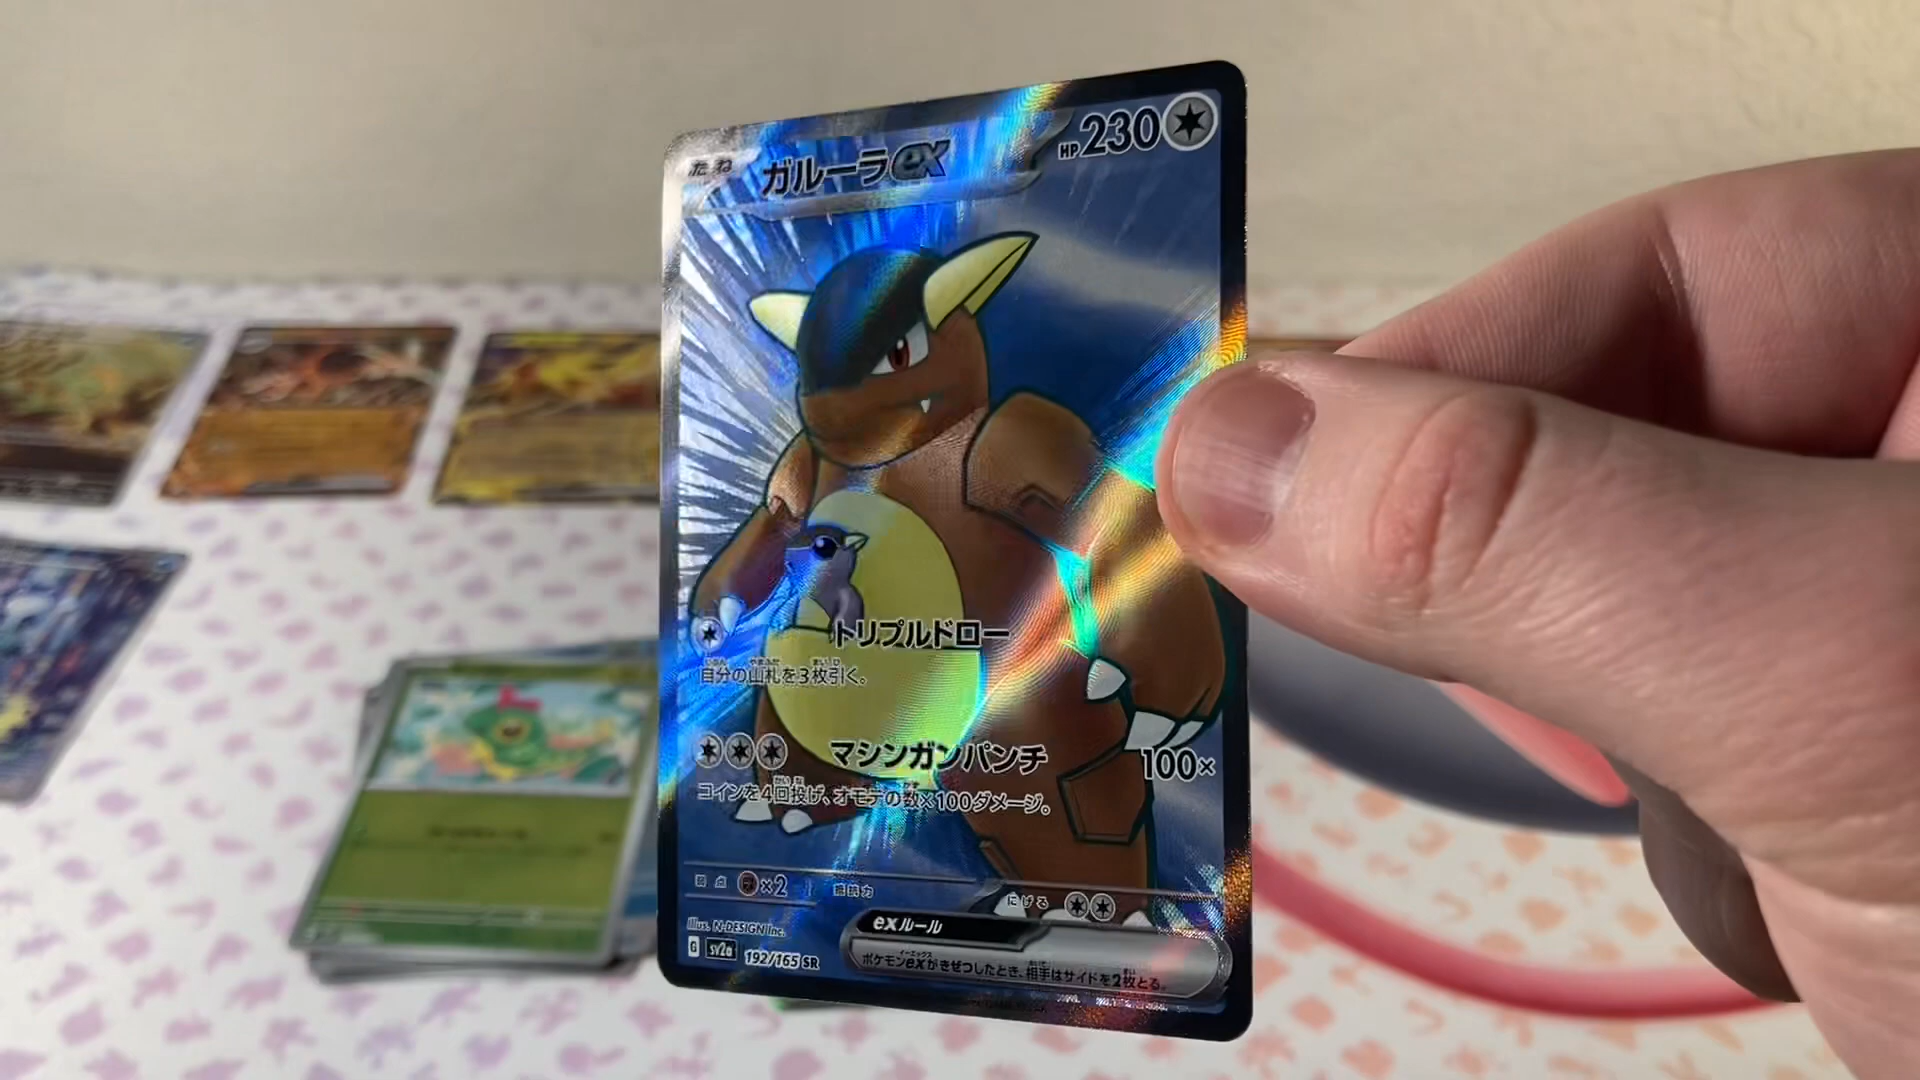 たね ガルーラex HP230
トリプルドロー
自分の山札を3枚引く。
マシンガンパンチ 100×
コインを4回投げ、オモテの数×100ダメージ。
弱点 ×2 抵抗力 にげる
Illus. N-DESIGN Inc.
exルール
G sv2a 192/165 SR
ポケモンexがきぜつしたとき、相手はサイドを2枚とる。